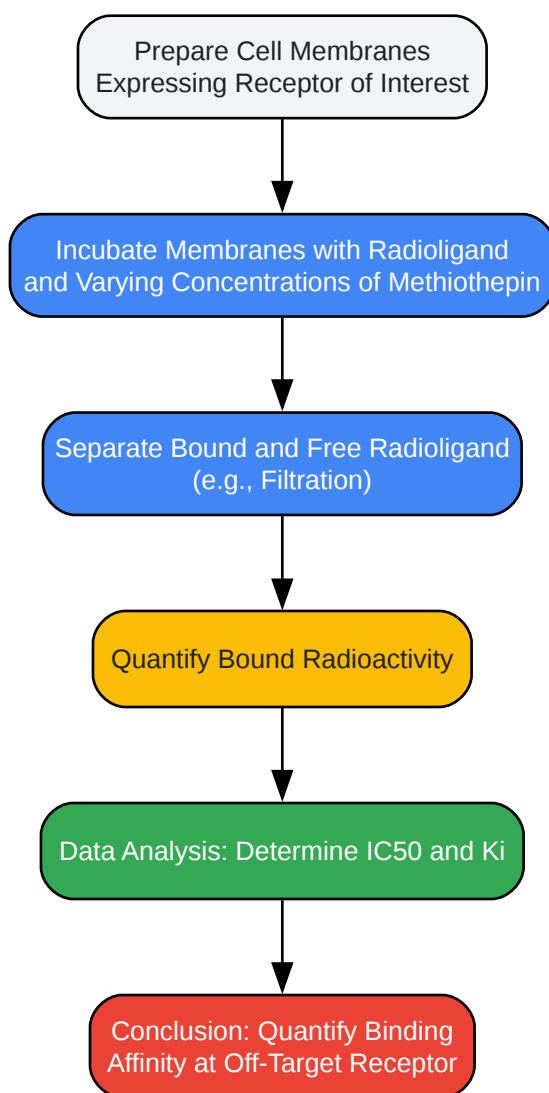 Prepare Cell Membranes
Expressing Receptor of Interest
Incubate Membranes with Radioligand
and Varying Concentrations of Methiothepin
Separate Bound and Free Radioligand
(e.g., Filtration)
Quantify Bound Radioactivity
Data Analysis: Determine IC50 and Ki
Conclusion: Quantify Binding
Affinity at Off-Target Receptor